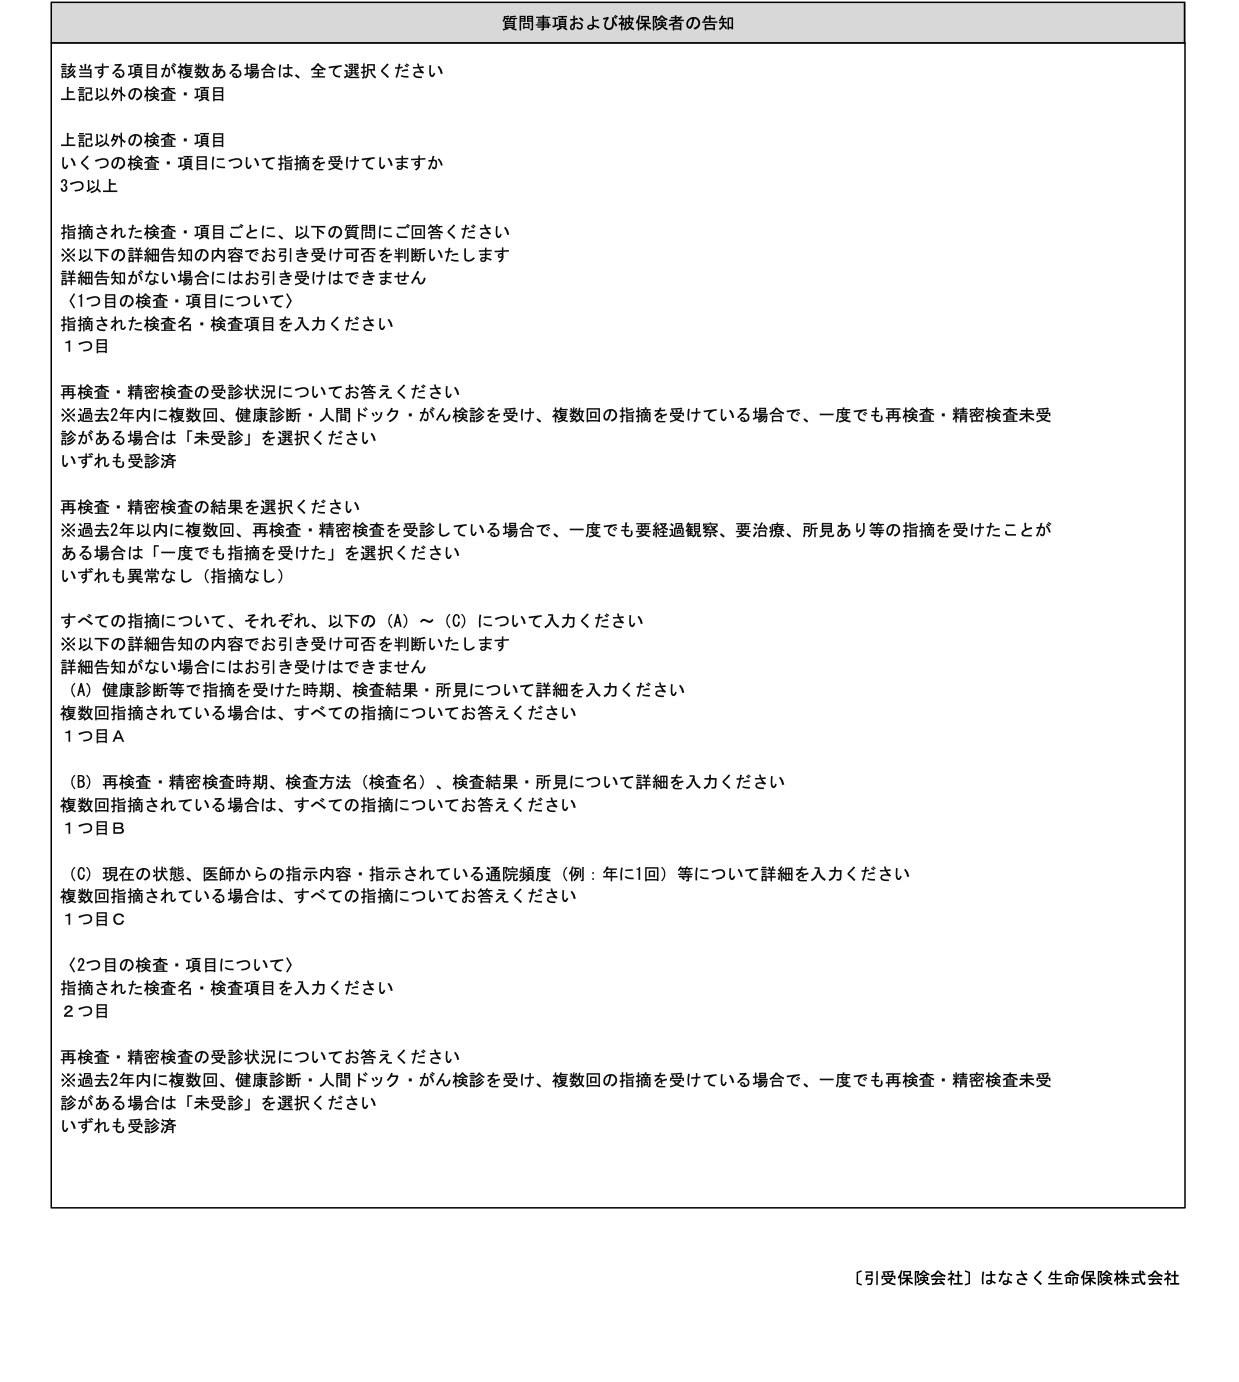 質問事項および被保険者の告知
該当する項目が複数ある場合は、全て選択ください
上記以外の検査・項目
上記以外の検査・項目
いくつの検査・項目について指摘を受けていますか
3つ以上
指摘された検査・項目ごとに、以下の質問にご回答ください
※以下の詳細告知の内容でお引き受け可否を判断いたします
詳細告知がない場合にはお引き受けはできません
〈1つ目の検査・項目について〉
指摘された検査名・検査項目を入力ください
１つ目
再検査・精密検査の受診状況についてお答えください
※過去2年内に複数回、健康診断・人間ドック・がん検診を受け、複数回の指摘を受けている場合で、一度でも再検査・精密検査未受
診がある場合は「未受診」を選択ください
いずれも受診済
再検査・精密検査の結果を選択ください
※過去2年以内に複数回、再検査・精密検査を受診している場合で、一度でも要経過観察、要治療、所見あり等の指摘を受けたことが
ある場合は「一度でも指摘を受けた」を選択ください
いずれも異常なし（指摘なし）
すべての指摘について、それぞれ、以下の（A）～（C）について入力ください
※以下の詳細告知の内容でお引き受け可否を判断いたします
詳細告知がない場合にはお引き受けはできません
（A）健康診断等で指摘を受けた時期、検査結果・所見について詳細を入力ください
複数回指摘されている場合は、すべての指摘についてお答えください
１つ目Ａ
（B）再検査・精密検査時期、検査方法（検査名）、検査結果・所見について詳細を入力ください
複数回指摘されている場合は、すべての指摘についてお答えください
１つ目Ｂ
（C）現在の状態、医師からの指示内容・指示されている通院頻度（例：年に1回）等について詳細を入力ください
複数回指摘されている場合は、すべての指摘についてお答えください
１つ目Ｃ
〈2つ目の検査・項目について〉
指摘された検査名・検査項目を入力ください
２つ目
再検査・精密検査の受診状況についてお答えください
※過去2年内に複数回、健康診断・人間ドック・がん検診を受け、複数回の指摘を受けている場合で、一度でも再検査・精密検査未受
診がある場合は「未受診」を選択ください
いずれも受診済
〔引受保険会社〕はなさく生命保険株式会社